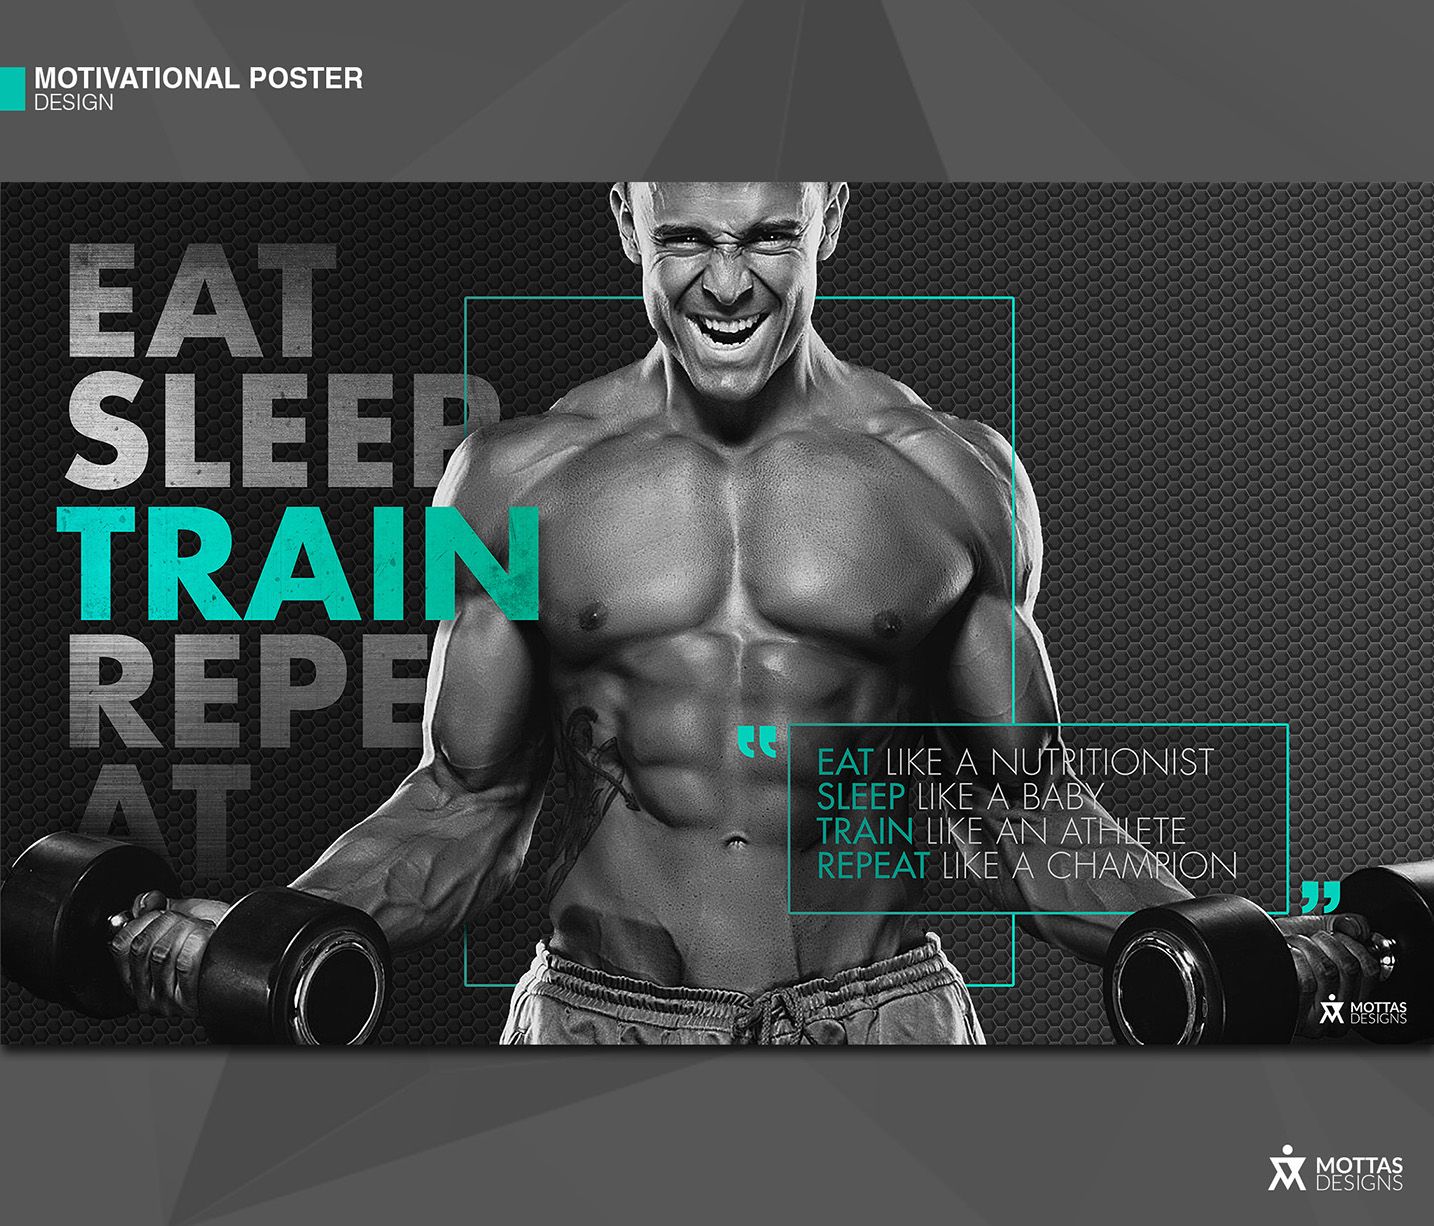 MOTIVATIONAL POSTER
DESIGN
EAT
SLEEP
TRAIN
REPE
AT
EAT LIKE A NUTRITIONIST
SLEEP LIKE A BABY
TRAIN LIKE AN ATHLETE
REPEAT LIKE A CHAMPION
MOTTAS
DESIGNS
MOTTAS
DESIGNS